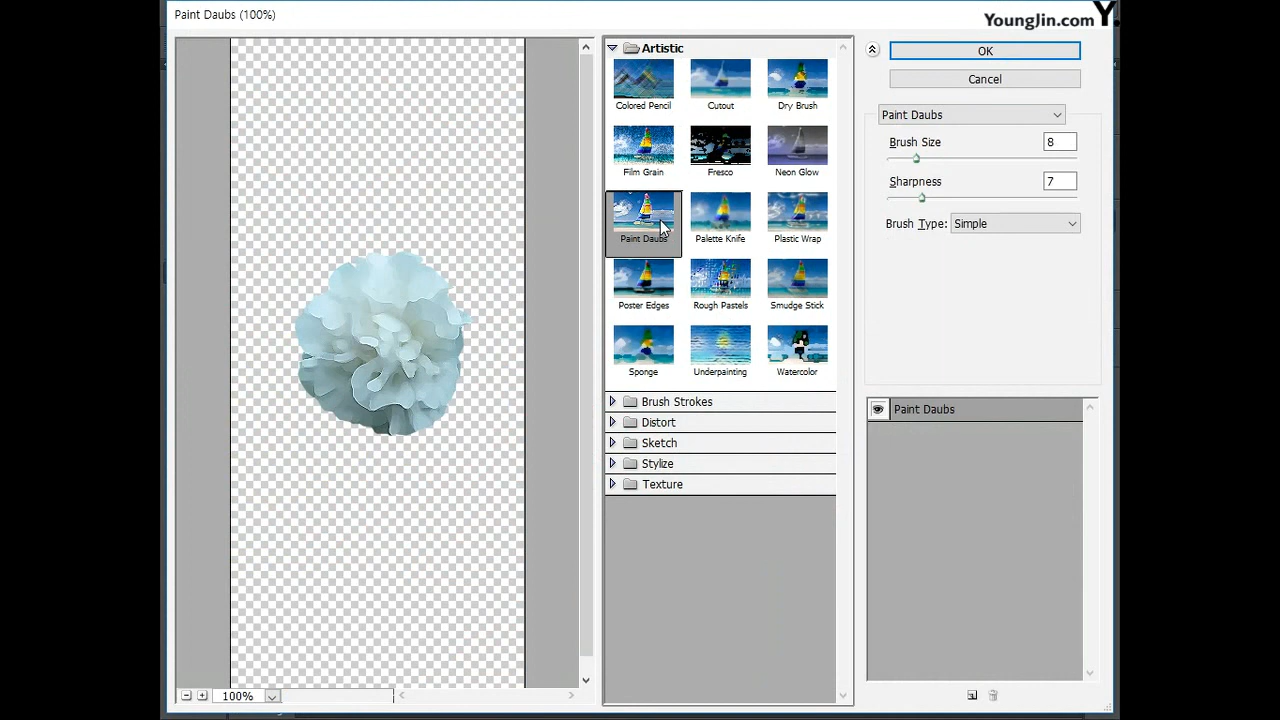 Paint Daubs (100%)
YoungJin.com Y.
Artistic
Colored Pencil
Cutout
Dry Brush
Film Grain
Fresco
Neon Glow
Paint Daubs
Palette Knife
Plastic Wrap
Poster Edges
Rough Pastels
Smudge Stick
Sponge
Underpainting
Watercolor
Brush Strokes
Distort
Sketch
Stylize
Texture
OK
Cancel
Paint Daubs
Brush Size 8
Sharpness 7
Brush Type: Simple
Paint Daubs
100%